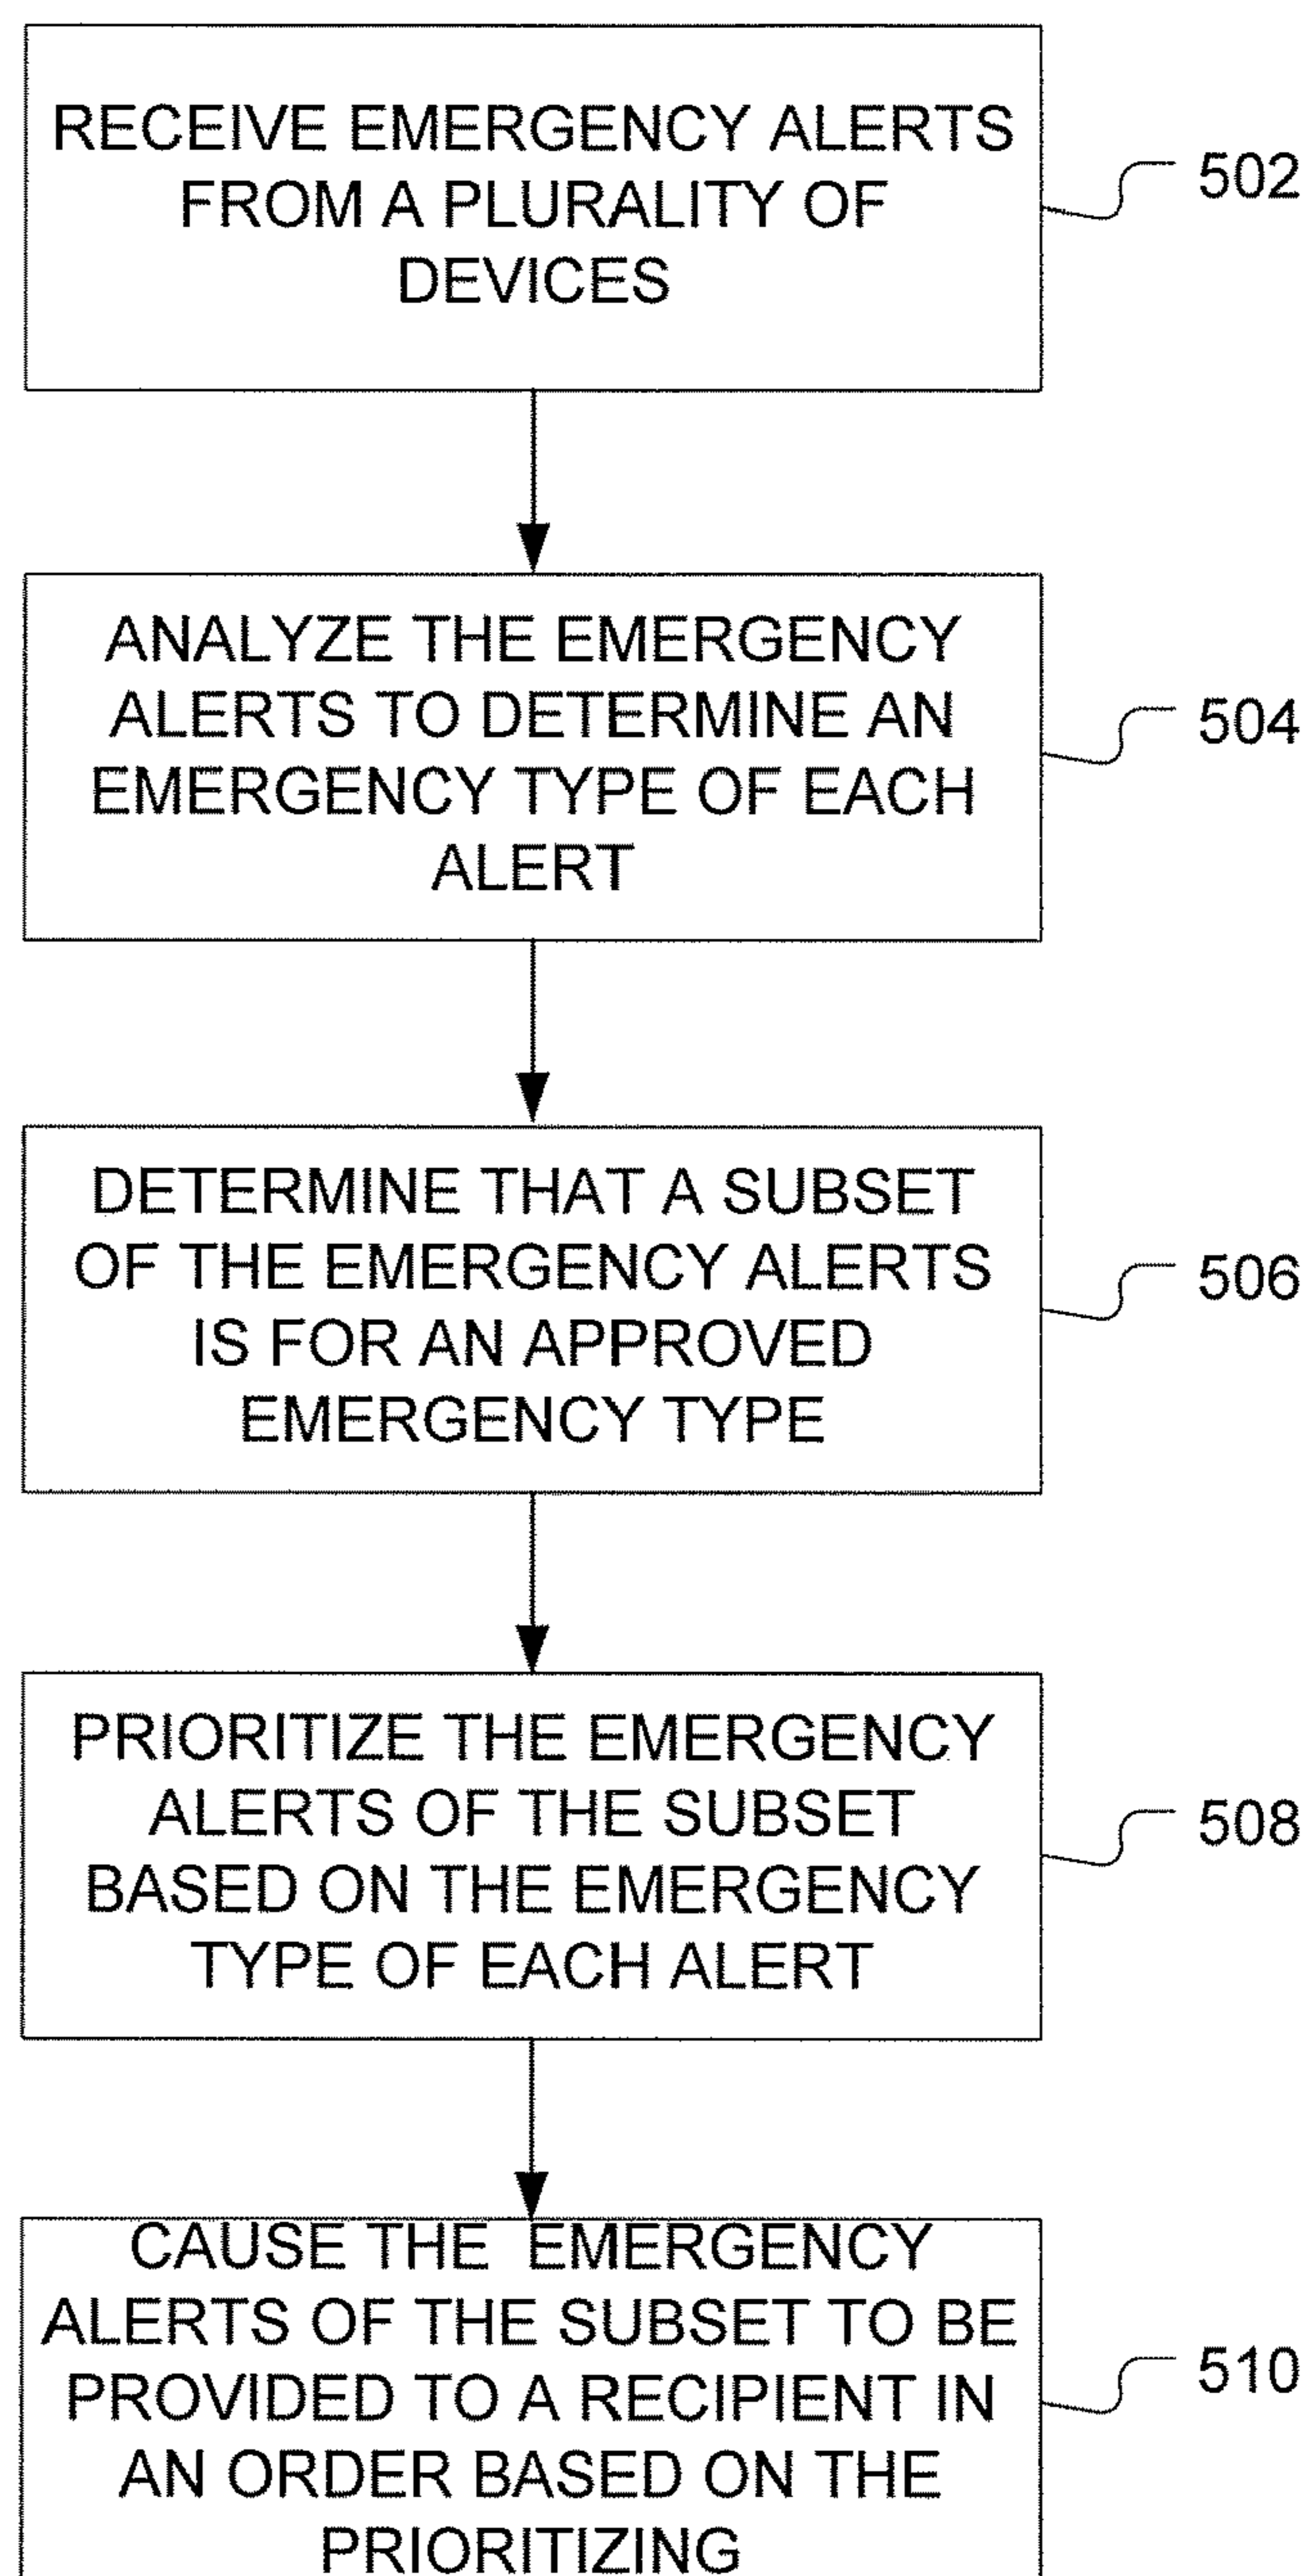 RECEIVE EMERGENCY ALERTS
FROM A PLURALITY OF
DEVICES
502
ANALYZE THE EMERGENCY
ALERTS TO DETERMINE AN
EMERGENCY TYPE OF EACH
ALERT
504
DETERMINE THAT A SUBSET
OF THE EMERGENCY ALERTS
IS FOR AN APPROVED
EMERGENCY TYPE
506
PRIORITIZE THE EMERGENCY
ALERTS OF THE SUBSET
BASED ON THE EMERGENCY
TYPE OF EACH ALERT
508
CAUSE THE EMERGENCY
ALERTS OF THE SUBSET TO BE
PROVIDED TO A RECIPIENT IN
AN ORDER BASED ON THE
PRIORITIZING
510